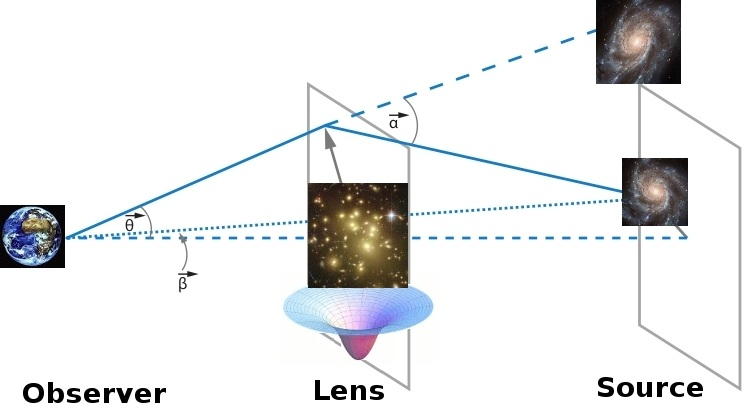 α
θ
β
Observer
Lens
Source